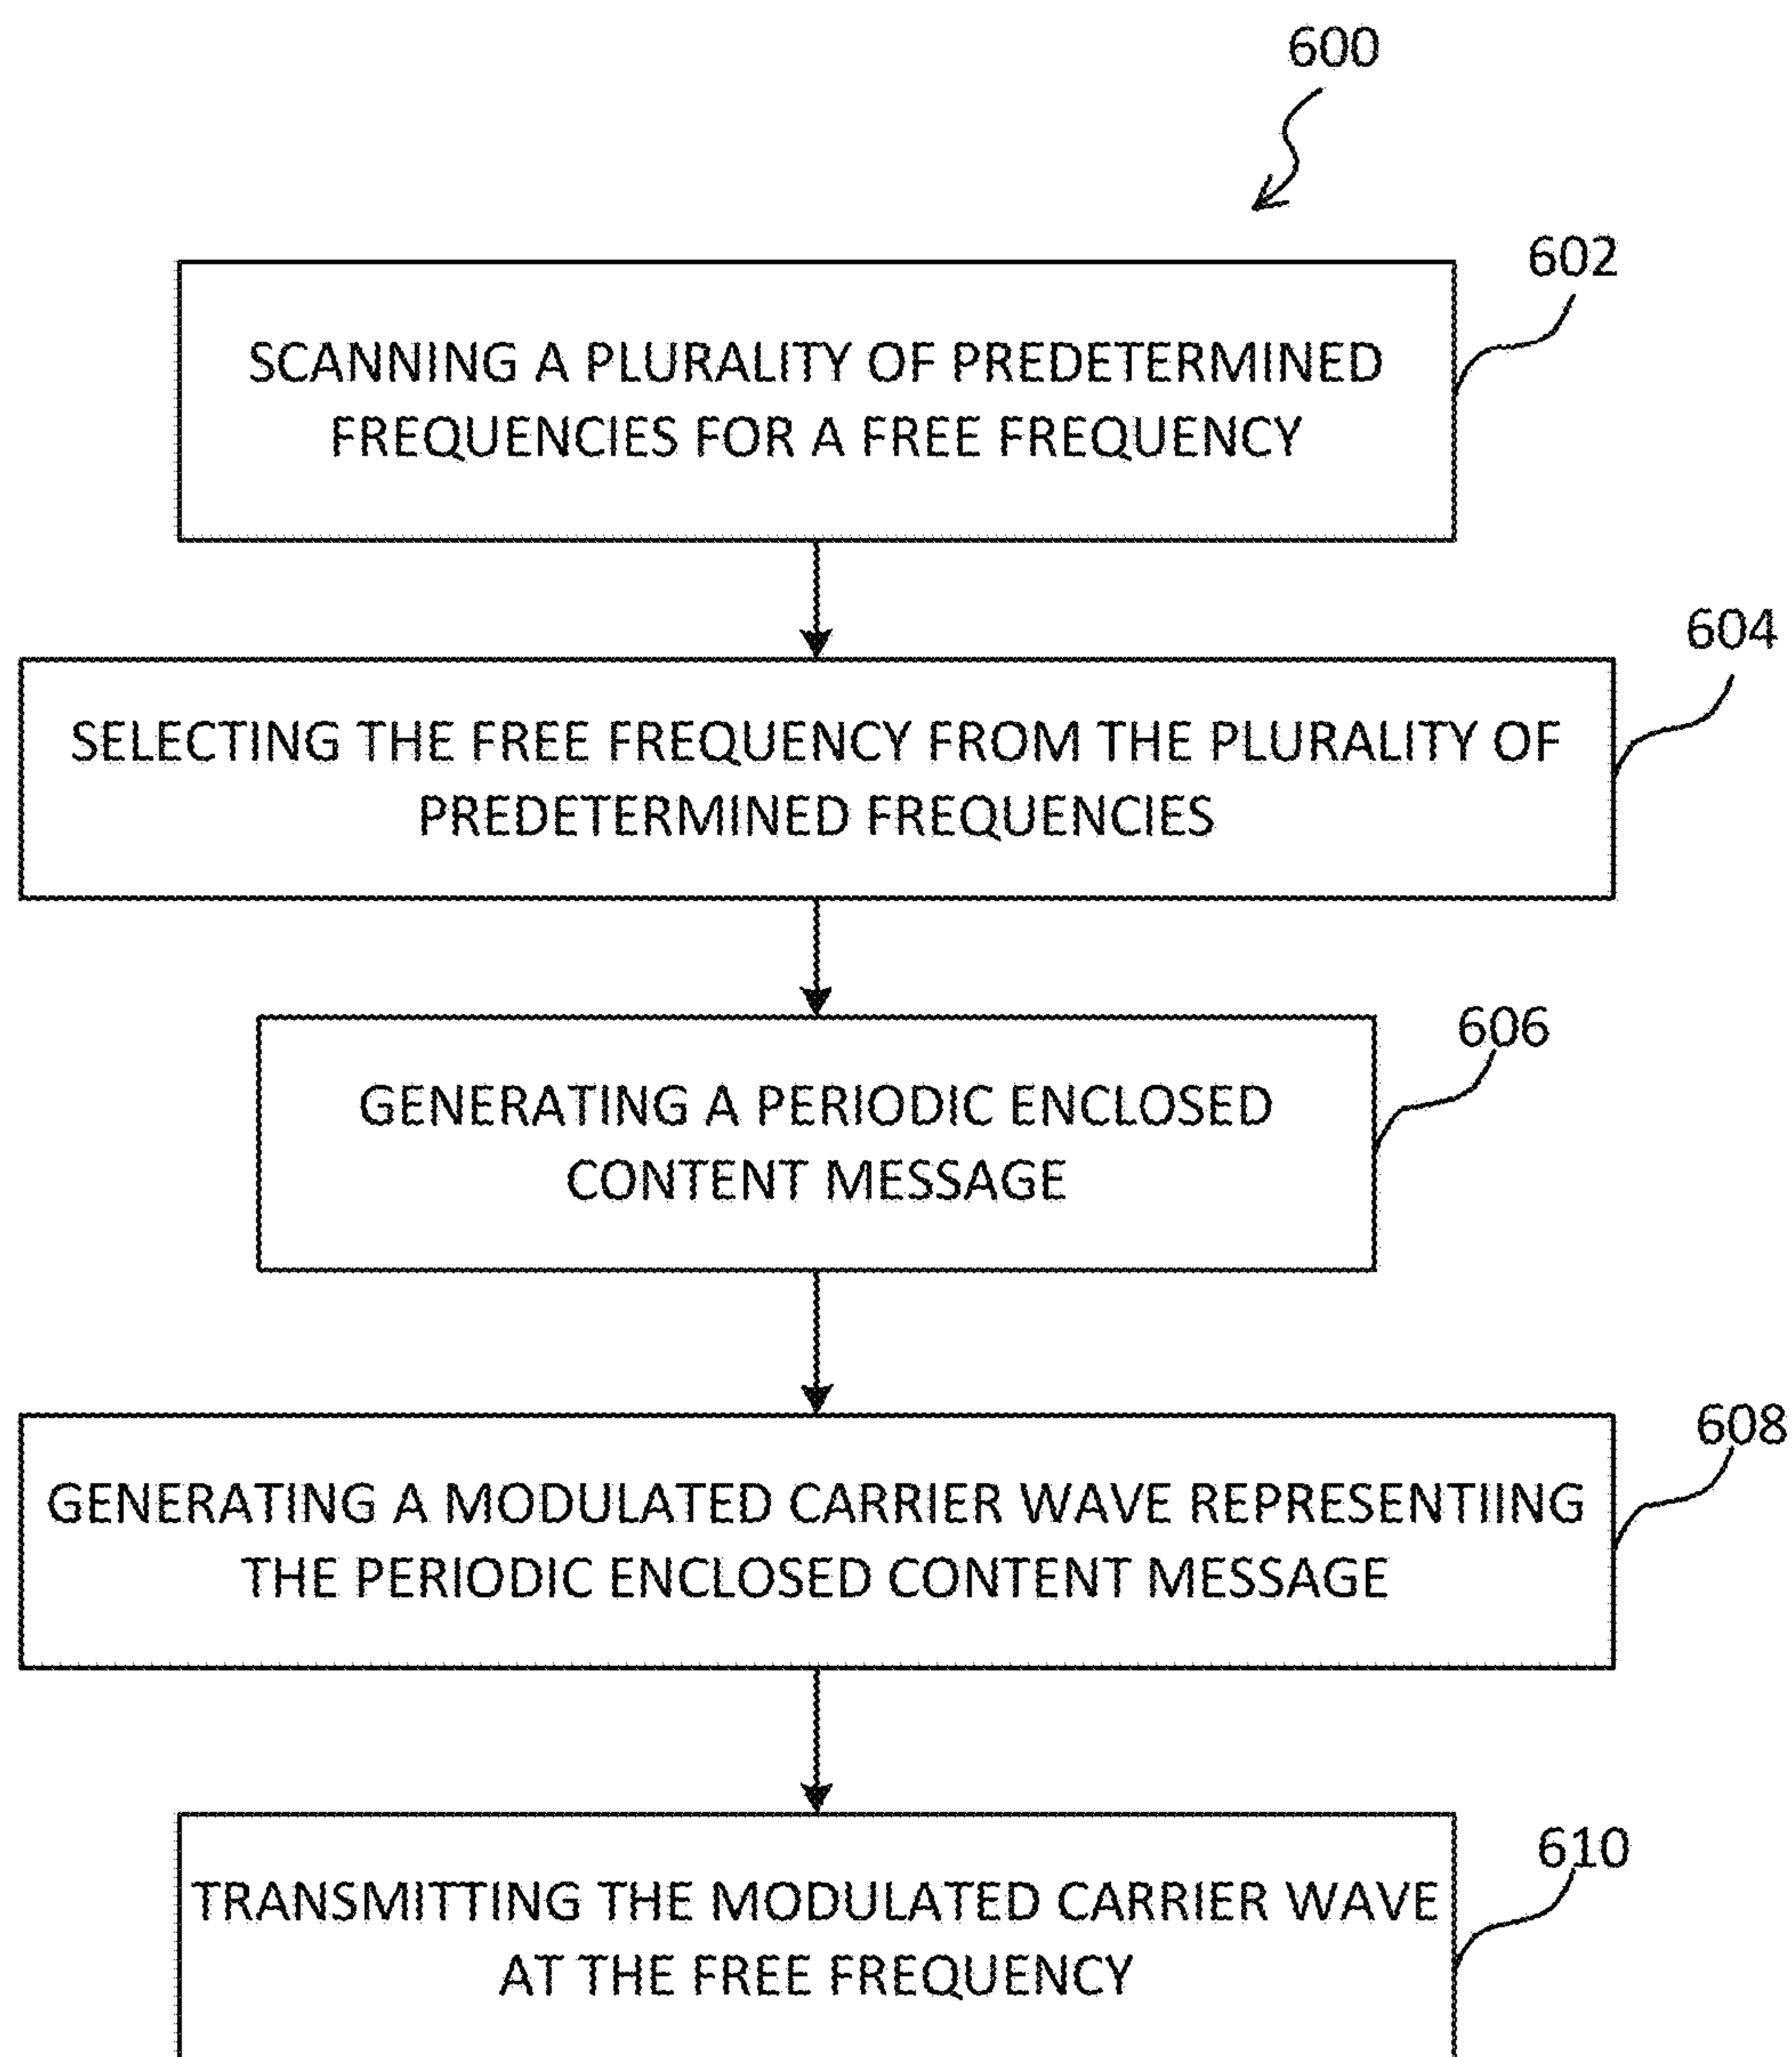 600
602
SCANNING A PLURALITY OF PREDETERMINED
FREQUENCIES FOR A FREE FREQUENCY
604
SELECTING THE FREE FREQUENCY FROM THE PLURALITY OF
PREDETERMINED FREQUENCIES
606
GENERATING A PERIODIC ENCLOSED
CONTENT MESSAGE
608
GENERATING A MODULATED CARRIER WAVE REPRESENTIING
THE PERIODIC ENCLOSED CONTENT MESSAGE
610
TRANSMITTING THE MODULATED CARRIER WAVE
AT THE FREE FREQUENCY